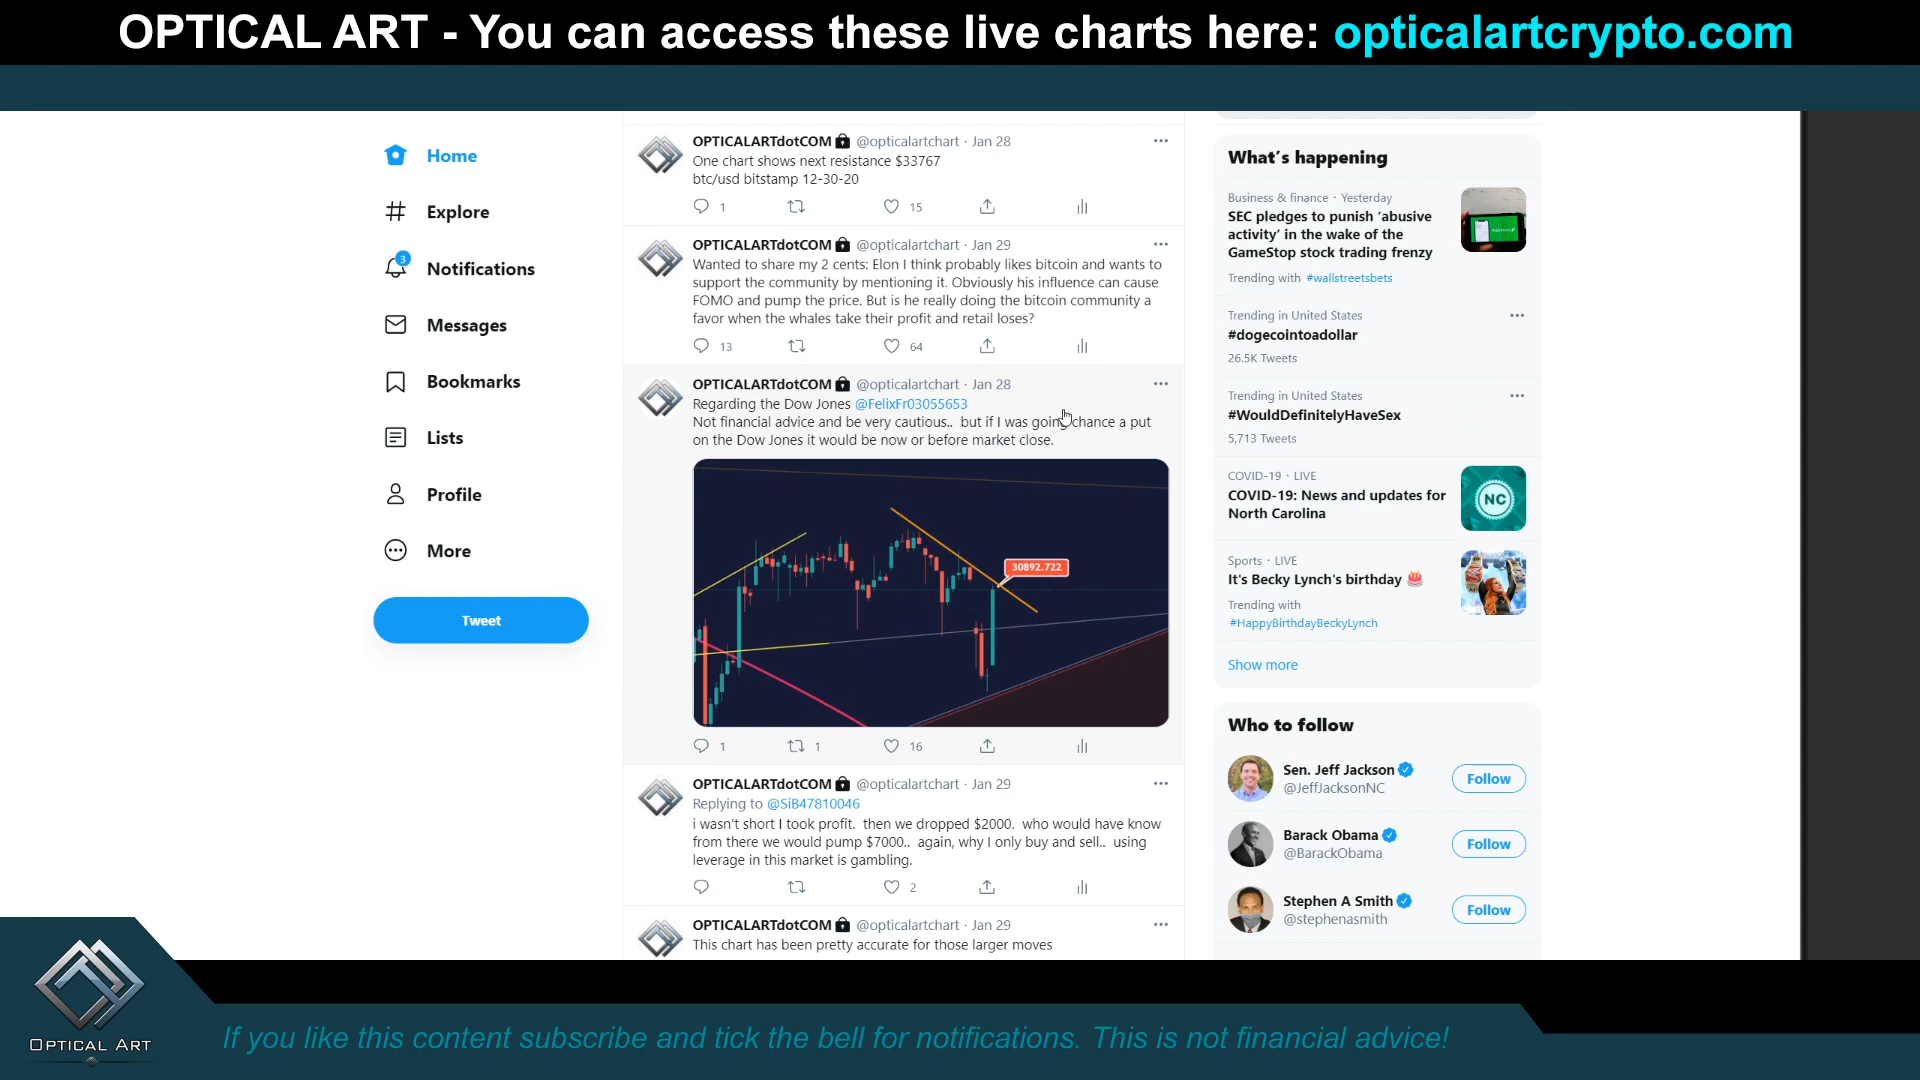 OPTICAL ART - You can access these live charts here: opticalartcrypto.com
Home
Explore
3
Notifications
Messages
Bookmarks
Lists
Profile
More
Tweet
OPTICALARTdotCOM @opticalartchart · Jan 28
One chart shows next resistance $33767
btc/usd bitstamp 12-30-20
1 15
OPTICALARTdotCOM @opticalartchart · Jan 29
Wanted to share my 2 cents: Elon I think probably likes bitcoin and wants to
support the community by mentioning it. Obviously his influence can cause
FOMO and pump the price. But is he really doing the bitcoin community a
favor when the whales take their profit and retail loses?
13 64
OPTICALARTdotCOM @opticalartchart · Jan 28
Regarding the Dow Jones @FelixFr03055653
Not financial advice and be very cautious.. but if I was going chance a put
on the Dow Jones it would be now or before market close.
30892.722
1 1 16
OPTICALARTdotCOM @opticalartchart · Jan 29
Replying to @SiB47810046
i wasn't short I took profit. then we dropped $2000. who would have know
from there we would pump $7000.. again, why I only buy and sell.. using
leverage in this market is gambling.
2
OPTICALARTdotCOM @opticalartchart · Jan 29
This chart has been pretty accurate for those larger moves
What's happening
Business & finance · Yesterday
SEC pledges to punish ‘abusive
activity’ in the wake of the
GameStop stock trading frenzy
Trending with #wallstreetsbets
Trending in United States
#dogecointoadollar
26.5K Tweets
Trending in United States
#WouldDefinitelyHaveSex
5,713 Tweets
COVID-19 · LIVE
COVID-19: News and updates for
North Carolina
NC
Sports · LIVE
It's Becky Lynch's birthday
Trending with
#HappyBirthdayBeckyLynch
Show more
Who to follow
Sen. Jeff Jackson
@JeffJacksonNC
Follow
Barack Obama
@BarackObama
Follow
Stephen A Smith
@stephenasmith
Follow
OPTICAL ART
If you like this content subscribe and tick the bell for notifications. This is not financial advice!